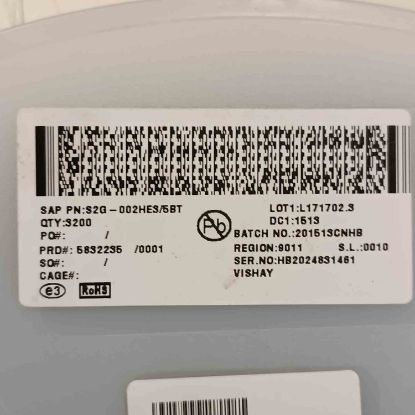 SAP PN:S2G-002HE3/5BT LOT1:L171702.3
QTY:3200 DC1:1513
PO#: / BATCH NO.:201513CNHB
PRD#: 5832235 /0001 REGION:9011 S.L.:0010
SO#: / SER.NO:HB2024831461
CAGE#: VISHAY
Pb
e3 RoHS